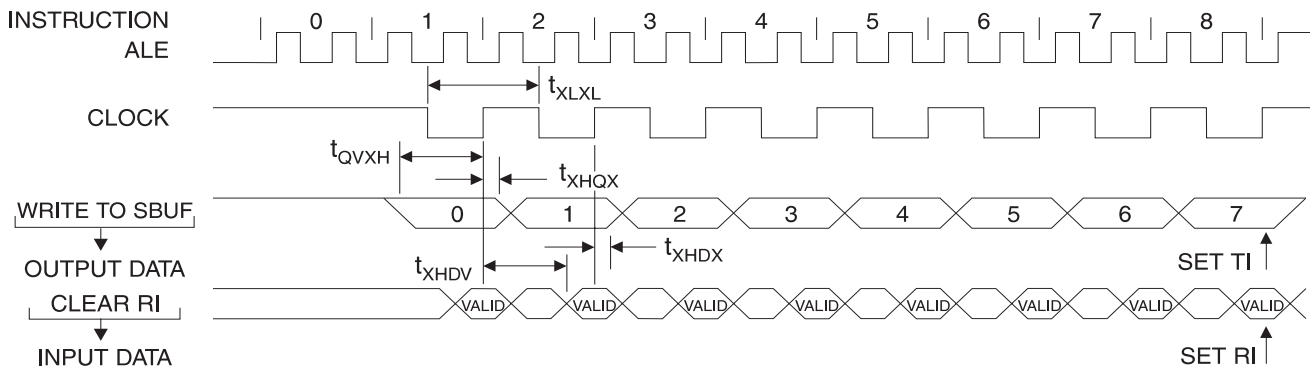 INSTRUCTION 0 1 2 3 4 5 6 7 8
ALE
tXLXL
CLOCK
tQVXH
tXHQX
WRITE TO SBUF 0 1 2 3 4 5 6 7
tXHDX
OUTPUT DATA tXHDV SET TI
CLEAR RI VALID VALID VALID VALID VALID VALID VALID VALID
INPUT DATA SET RI